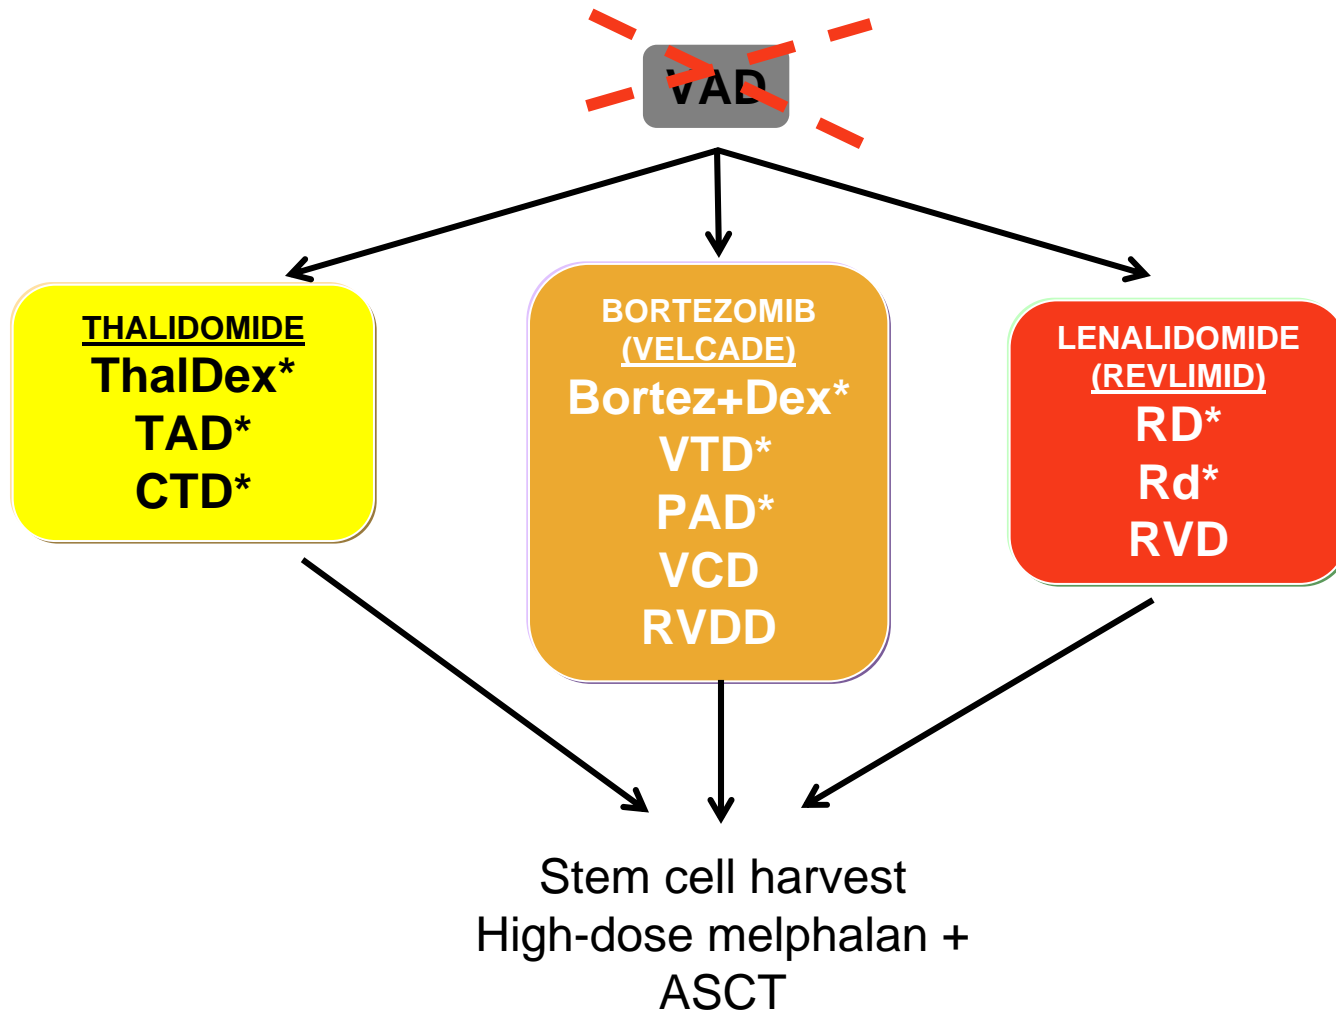 VAD
THALIDOMIDE
ThalDex*
TAD*
CTD*
BORTEZOMIB
(VELCADE)
Bortez+Dex*
VTD*
PAD*
VCD
RVDD
LENALIDOMIDE
(REVLIMID)
RD*
Rd*
RVD
Stem cell harvest
High-dose melphalan +
ASCT